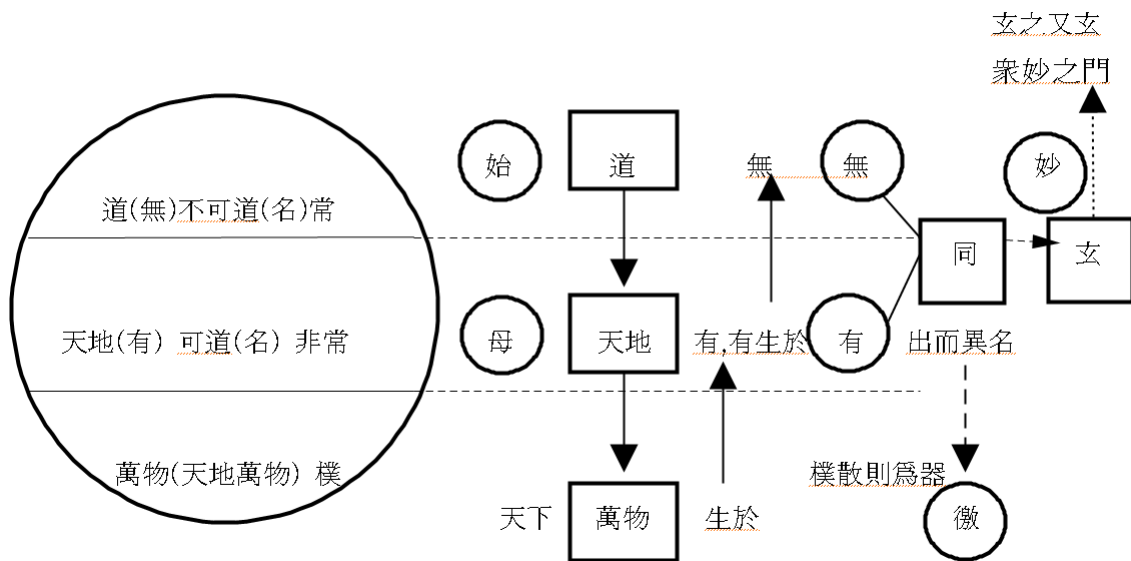 玄之又玄
衆妙之門
始 道 無 無 妙
道(無)不可道(名)常
同 玄
天地(有) 可道(名) 非常 母 天地 有,有生於 有 出而異名
萬物(天地萬物) 樸 樸散則爲器
天下 萬物 生於 徼